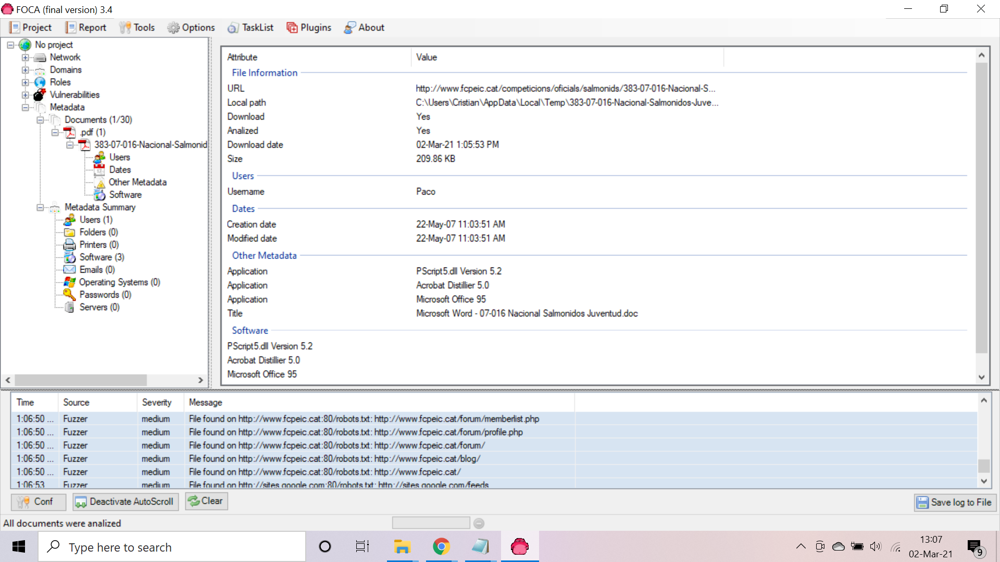 FOCA (final version) 3.4
Project Report Tools Options TaskList Plugins About
No project
Network
Domains
Roles
Vulnerabilities
Metadata
Documents (1/30)
.pdf (1)
383-07-016-Nacional-Salmonid
Users
Dates
Other Metadata
Software
Metadata Summary
Users (1)
Folders (0)
Printers (0)
Software (3)
Emails (0)
Operating Systems (0)
Passwords (0)
Servers (0)
Attribute Value
File Information
URL http://www.fcpeic.cat/competicions/oficials/salmonids/383-07-016-Nacional-S...
Local path C:\Users\Cristian\AppData\Local\Temp\383-07-016-Nacional-Salmonidos-Juve...
Download Yes
Analized Yes
Download date 02-Mar-21 1:05:53 PM
Size 209.86 KB
Users
Username Paco
Dates
Creation date 22-May-07 11:03:51 AM
Modified date 22-May-07 11:03:51 AM
Other Metadata
Application PScript5.dll Version 5.2
Application Acrobat Distillier 5.0
Application Microsoft Office 95
Title Microsoft Word - 07-016 Nacional Salmonidos Juventud.doc
Software
PScript5.dll Version 5.2
Acrobat Distillier 5.0
Microsoft Office 95
Time Source Severity Message
1:06:50 ... Fuzzer medium File found on http://www.fcpeic.cat:80/robots.txt: http://www.fcpeic.cat/forum/memberlist.php
1:06:50 ... Fuzzer medium File found on http://www.fcpeic.cat:80/robots.txt: http://www.fcpeic.cat/forum/profile.php
1:06:50 ... Fuzzer medium File found on http://www.fcpeic.cat:80/robots.txt: http://www.fcpeic.cat/forum/
1:06:50 ... Fuzzer medium File found on http://www.fcpeic.cat:80/robots.txt: http://www.fcpeic.cat/blog/
1:06:50 ... Fuzzer medium File found on http://www.fcpeic.cat:80/robots.txt: http://www.fcpeic.cat/
1:06:53 Fuzzer medium File found on http://sites.google.com:80/robots.txt: http://sites.google.com/feeds
Conf Deactivate AutoScroll Clear Save log to File
All documents were analized
Type here to search
13:07
02-Mar-21
9